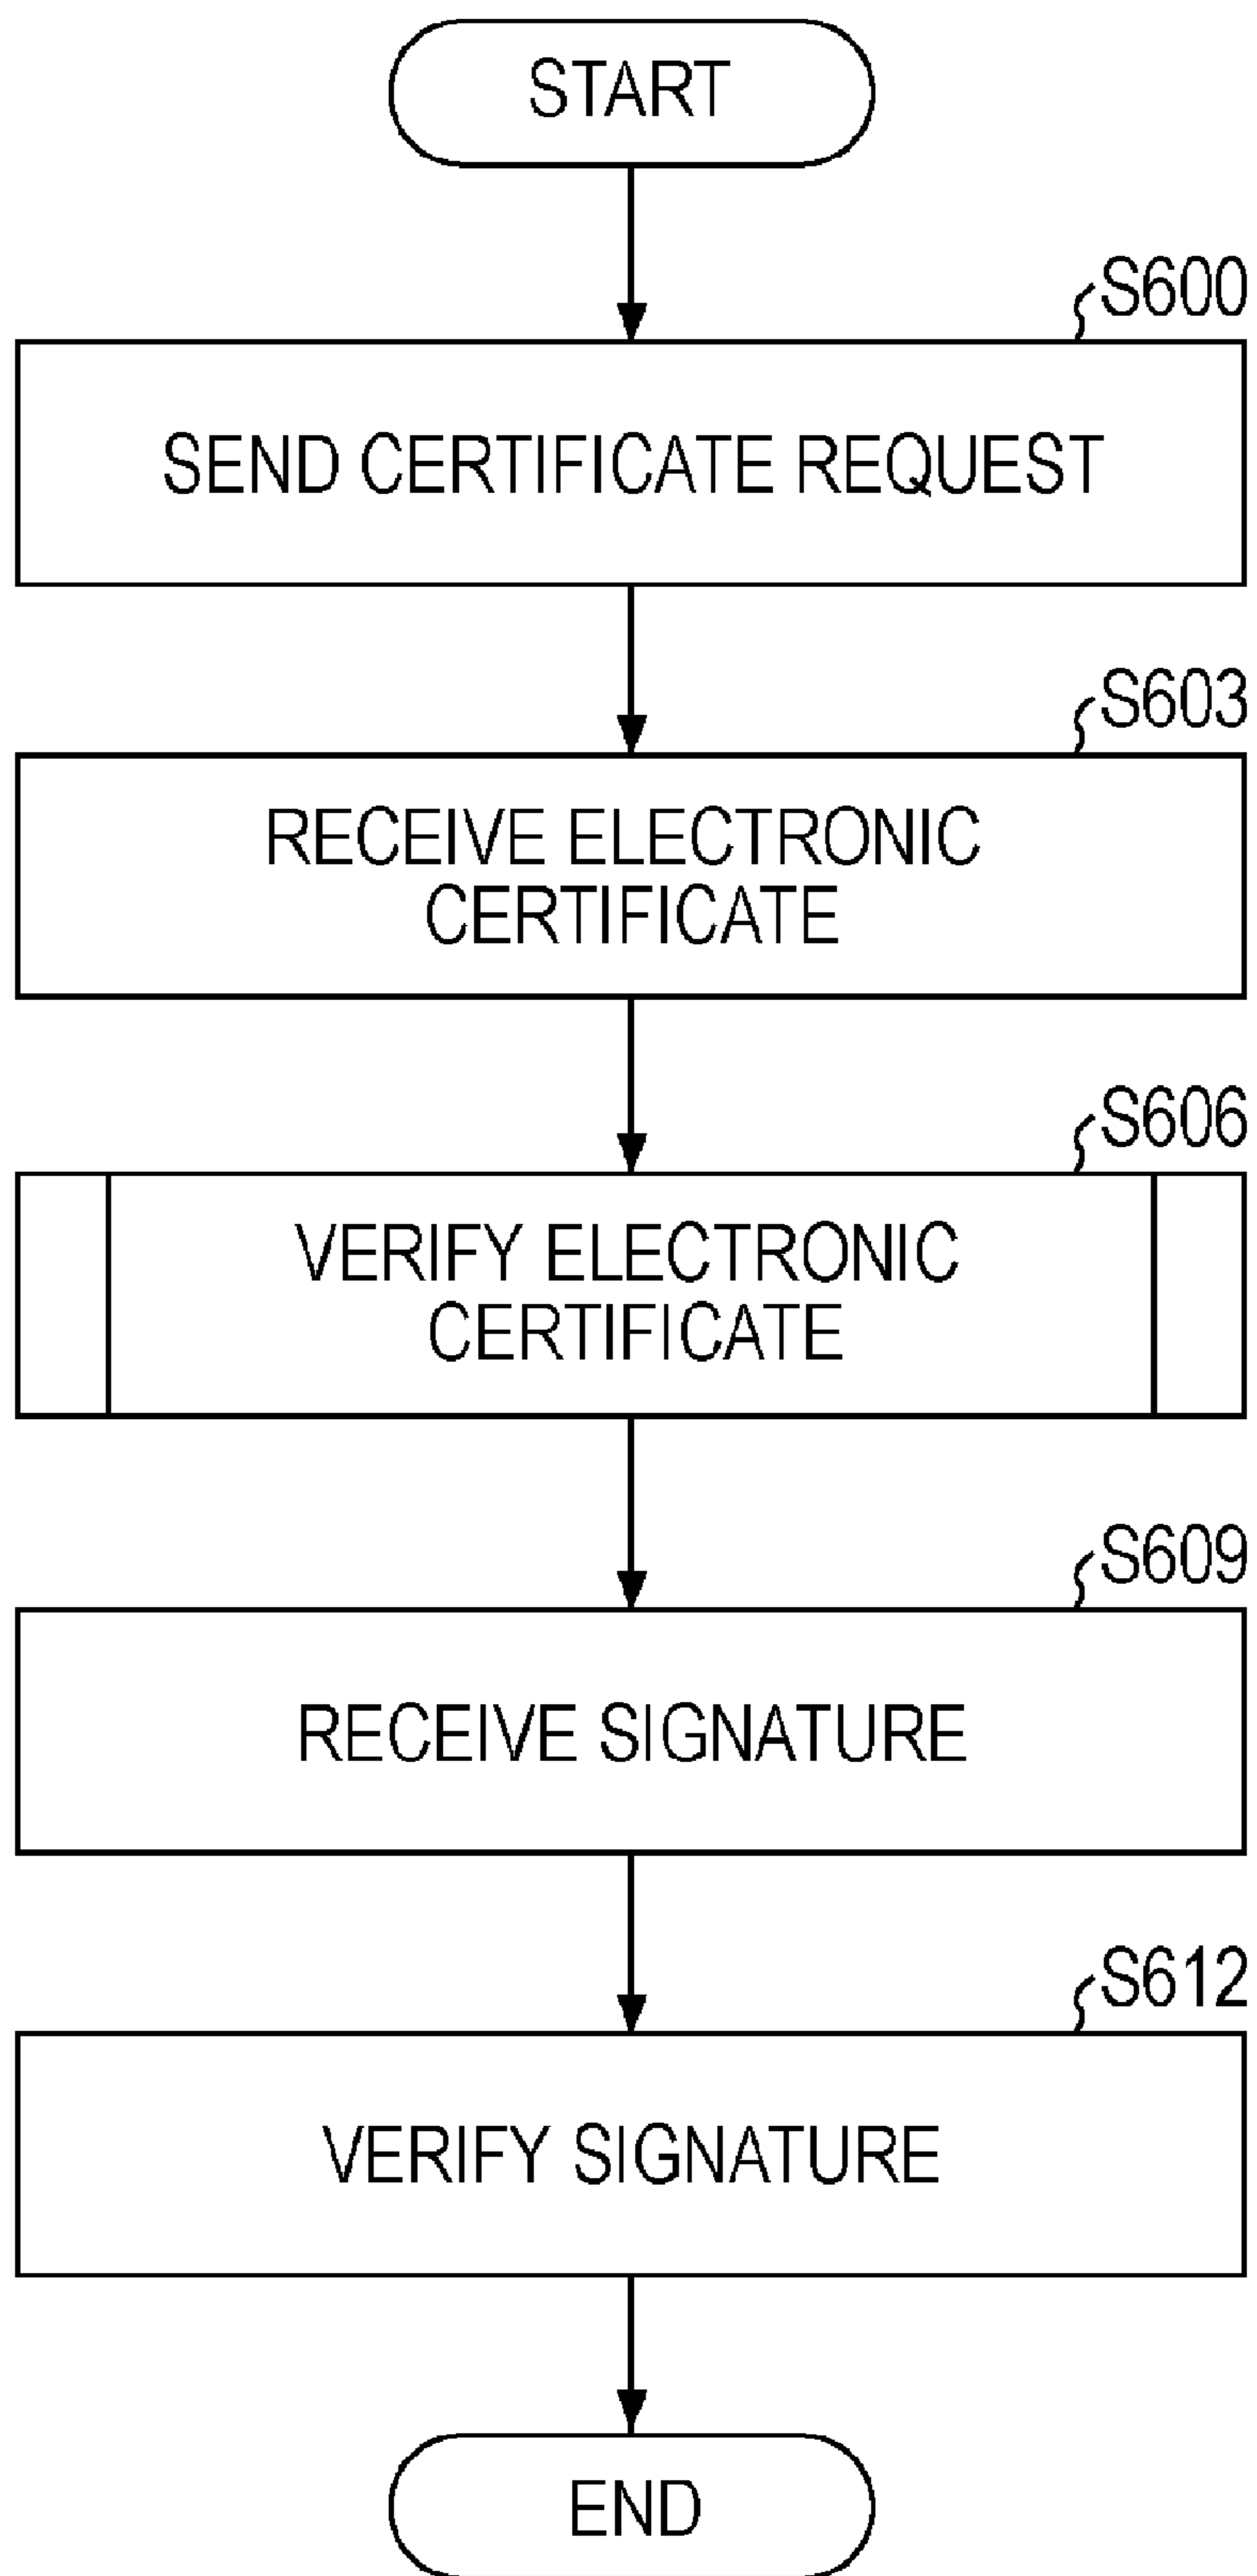 START
S600
SEND CERTIFICATE REQUEST
S603
RECEIVE ELECTRONIC
CERTIFICATE
S606
VERIFY ELECTRONIC
CERTIFICATE
S609
RECEIVE SIGNATURE
S612
VERIFY SIGNATURE
END